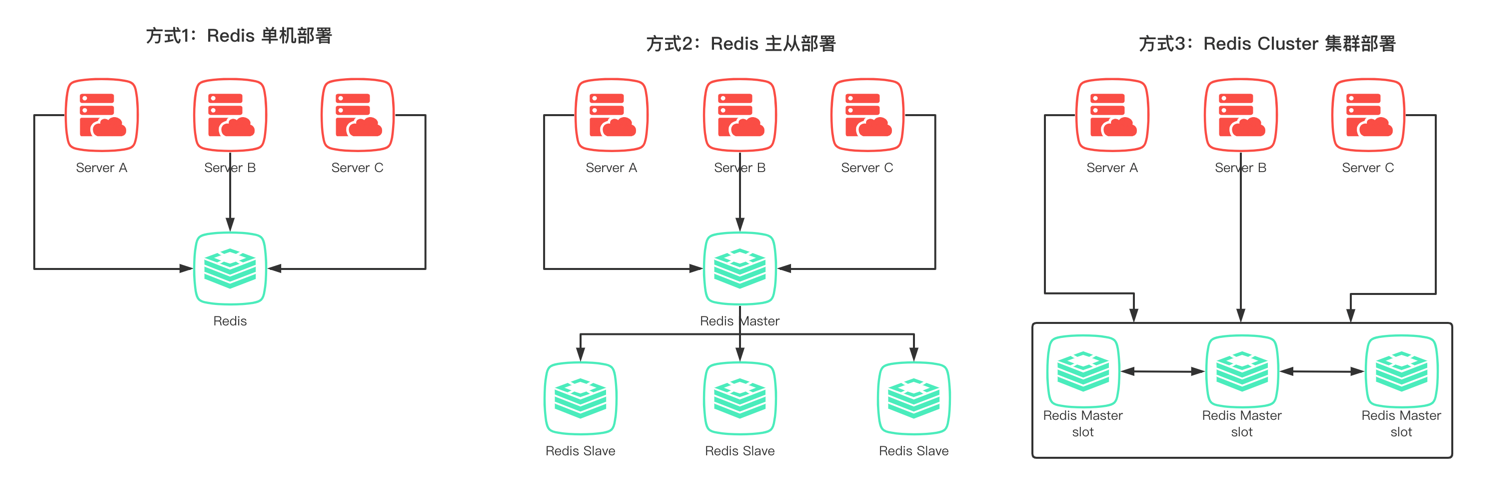 方式1：Redis 单机部署
Server A
Server B
Server C
Redis
方式2：Redis 主从部署
Server A
Server B
Server C
Redis Master
Redis Slave
Redis Slave
Redis Slave
方式3：Redis Cluster 集群部署
Server A
Server B
Server C
Redis Master
slot
Redis Master
slot
Redis Master
slot